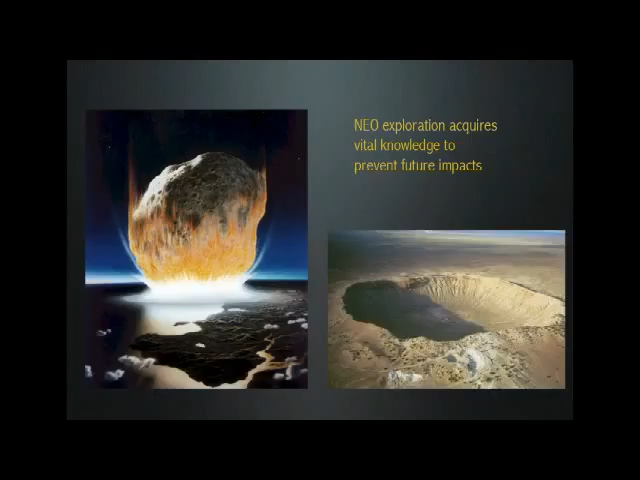 NEO exploration acquires
vital knowledge to
prevent future impacts